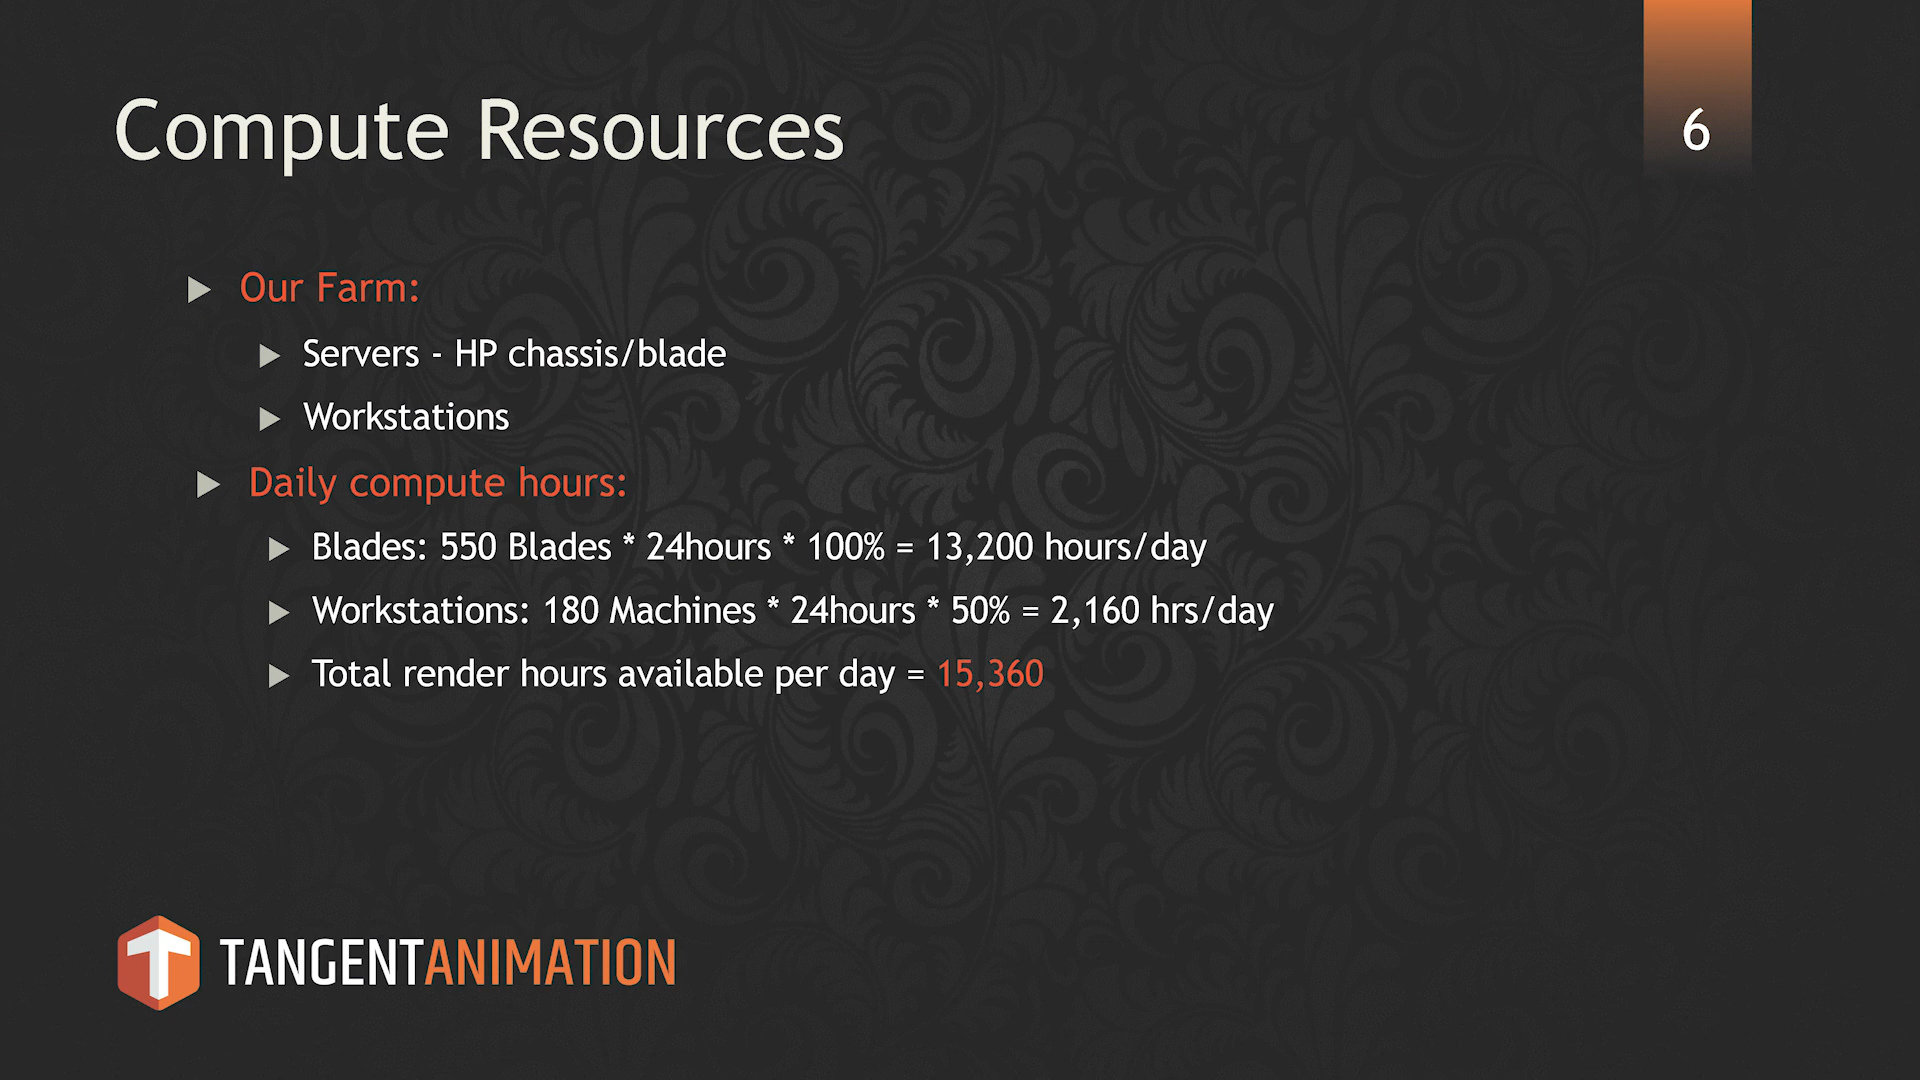 Compute Resources
6
Our Farm:
Servers - HP chassis/blade
Workstations
Daily compute hours:
Blades: 550 Blades * 24hours * 100% = 13,200 hours/day
Workstations: 180 Machines * 24hours * 50% = 2,160 hrs/day
Total render hours available per day = 15,360
TANGENTANIMATION